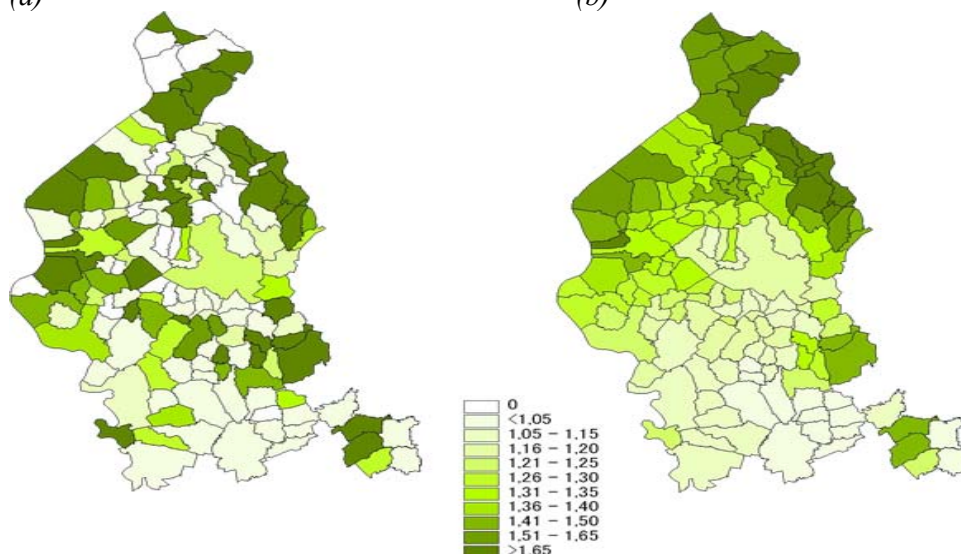 (a) (b)
0
<1,05
1,05 – 1,15
1,16 – 1,20
1,21 – 1,25
1,26 – 1,30
1,31 – 1,35
1,36 – 1,40
1,41 – 1,50
1,51 – 1,65
>1,65